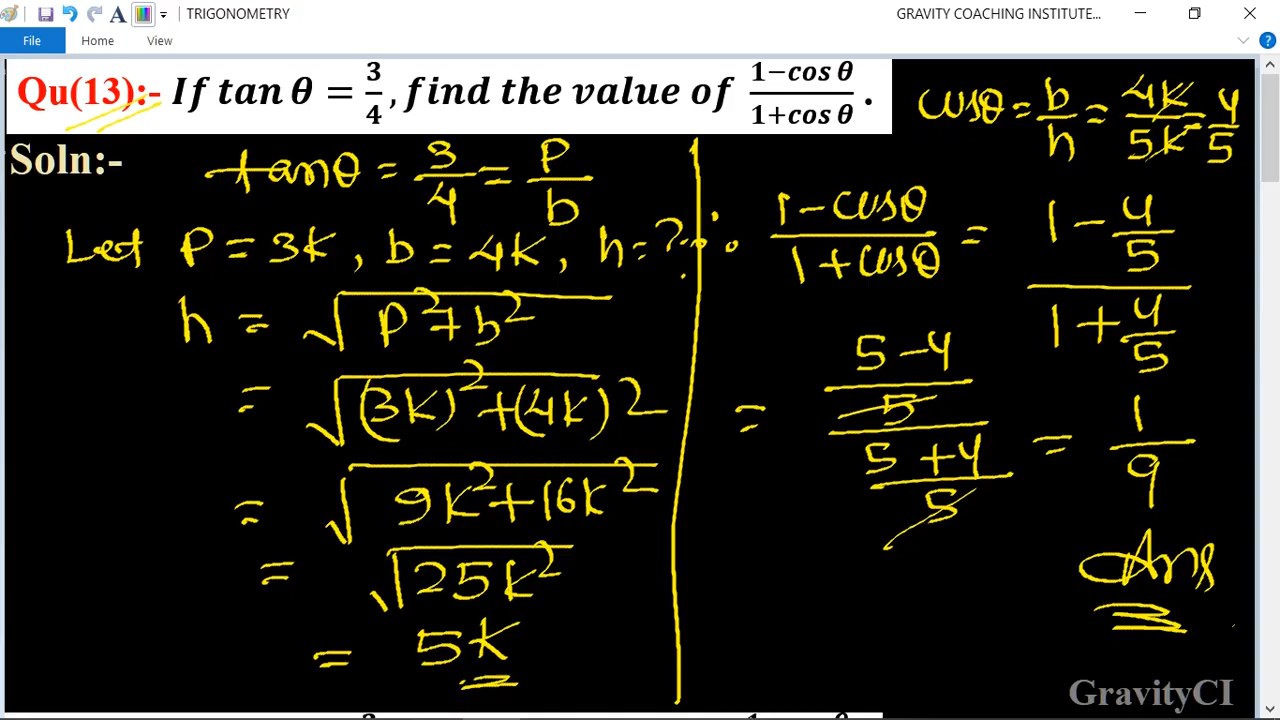 TRIGONOMETRY
GRAVITY COACHING INSTITUTE...
File Home View
Qu(13):- If tan θ = 3/4, find the value of (1−cos θ)/(1+cos θ) .
Soln:-
tanθ = 3/4 = P/b
Let P = 3k, b = 4k, h = ?
h = √(P²+b²)
= √((3k)²+(4k)²)
= √(9k²+16k²)
= √(25k²)
= 5k
cosθ = b/h = 4k/5k = 4/5
∴ (1-cosθ)/(1+cosθ) = (1-4/5)/(1+4/5)
= ((5-4)/5)/((5+4)/5) = 1/9
Ans
GravityCI